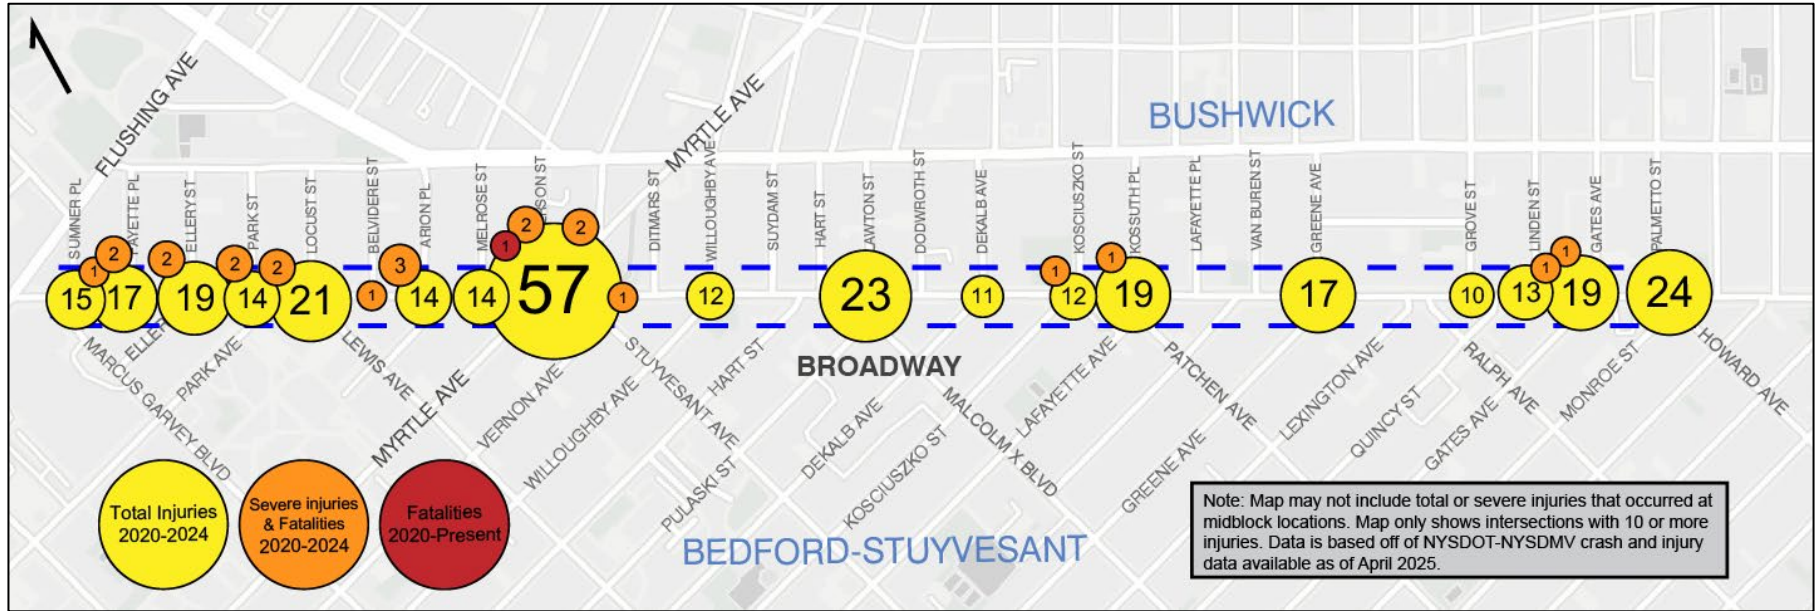 FLUSHING AVE
MYRTLE AVE
BUSHWICK
SUMNER PL
FAYETTE PL
ELLERY ST
PARK ST
LOCUST ST
BELVIDERE ST
ARION PL
MELROSE ST
SON ST
DITMARS ST
WILLOUGHBY AVE
SUYDAM ST
HART ST
LAWTON ST
DODWROTH ST
DEKALB AVE
KOSCIUSZKO ST
KOSSUTH PL
LAFAYETTE PL
VAN BUREN ST
GREENE AVE
GROVE ST
LINDEN ST
GATES AVE
PALMETTO ST
1
2
2
2
2
1
3
1
2
2
1
1
1
1
1
15
17
19
14
21
14
14
57
12
23
11
12
19
17
10
13
19
24
BROADWAY
MARCUS GARVEY BLVD
ELLER
PARK AVE
LEWIS AVE
MYRTLE AVE
VERNON AVE
WILLOUGHBY AVE
STUYVESANT AVE
HART ST
PULASKI ST
DEKALB AVE
KOSCIUSZKO ST
MALCOLM X BLVD
LAFAYETTE AVE
PATCHEN AVE
GREENE AVE
LEXINGTON AVE
QUINCY ST
RALPH AVE
GATES AVE
MONROE ST
HOWARD AVE
BEDFORD-STUYVESANT
Total Injuries
2020-2024
Severe injuries
& Fatalities
2020-2024
Fatalities
2020-Present
Note: Map may not include total or severe injuries that occurred at
midblock locations. Map only shows intersections with 10 or more
injuries. Data is based off of NYSDOT-NYSDMV crash and injury
data available as of April 2025.